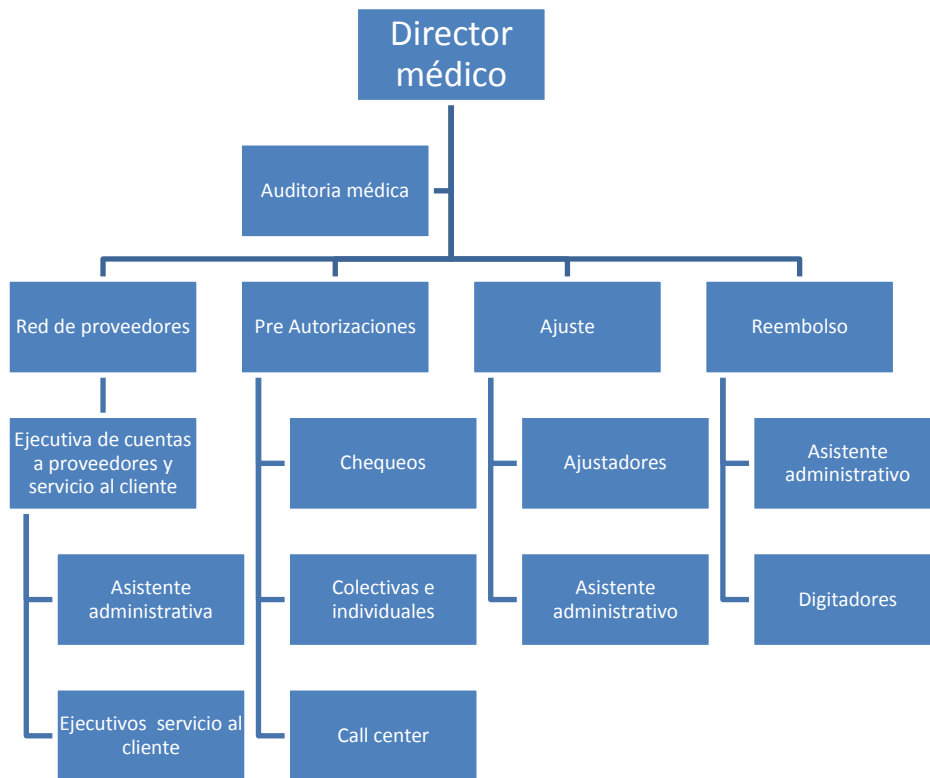 Director
médico
Auditoria médica
Red de proveedores
Pre Autorizaciones
Ajuste
Reembolso
Ejecutiva de cuentas
a proveedores y
servicio al cliente
Chequeos
Ajustadores
Asistente
administrativo
Asistente
administrativa
Colectivas e
individuales
Asistente
administrativo
Digitadores
Ejecutivos servicio al
cliente
Call center